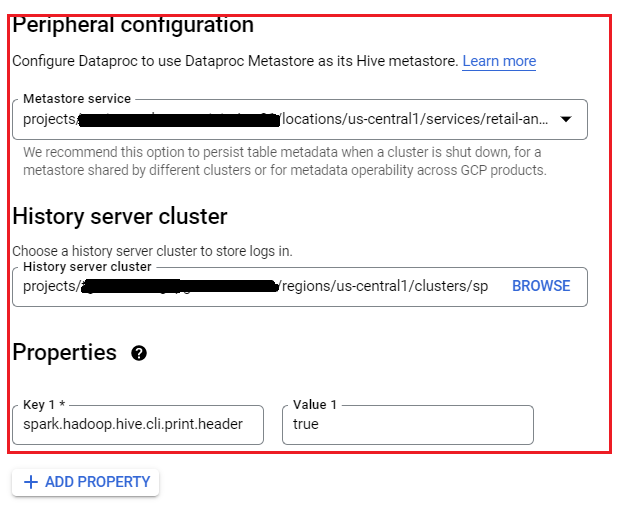 Peripheral configuration
Configure Dataproc to use Dataproc Metastore as its Hive metastore. Learn more
Metastore service
projects/ /locations/us-central1/services/retail-an...
We recommend this option to persist table metadata when a cluster is shut down, for a
metastore shared by different clusters or for metadata operability across GCP products.
History server cluster
Choose a history server cluster to store logs in.
History server cluster
projects/ /regions/us-central1/clusters/sp BROWSE
Properties ?
Key 1 * Value 1
spark.hadoop.hive.cli.print.header true
+ ADD PROPERTY